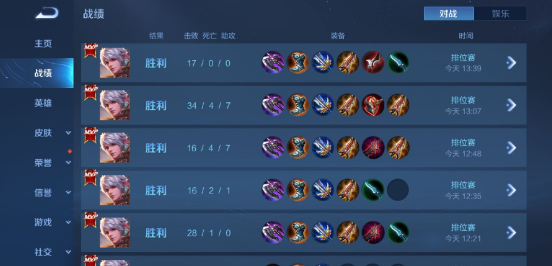 战绩
对战 娱乐
结果 击败 死亡 助攻 装备 时间
主页
战绩
英雄
皮肤
荣誉
信誉
游戏
社交
MVP 胜利 17 / 0 / 0 排位赛
今天 13:39
MVP 胜利 34 / 4 / 7 排位赛
今天 13:07
MVP 胜利 16 / 4 / 7 排位赛
今天 12:48
MVP 胜利 16 / 2 / 1 排位赛
今天 12:35
MVP 胜利 28 / 1 / 0 排位赛
今天 12:21
MVP